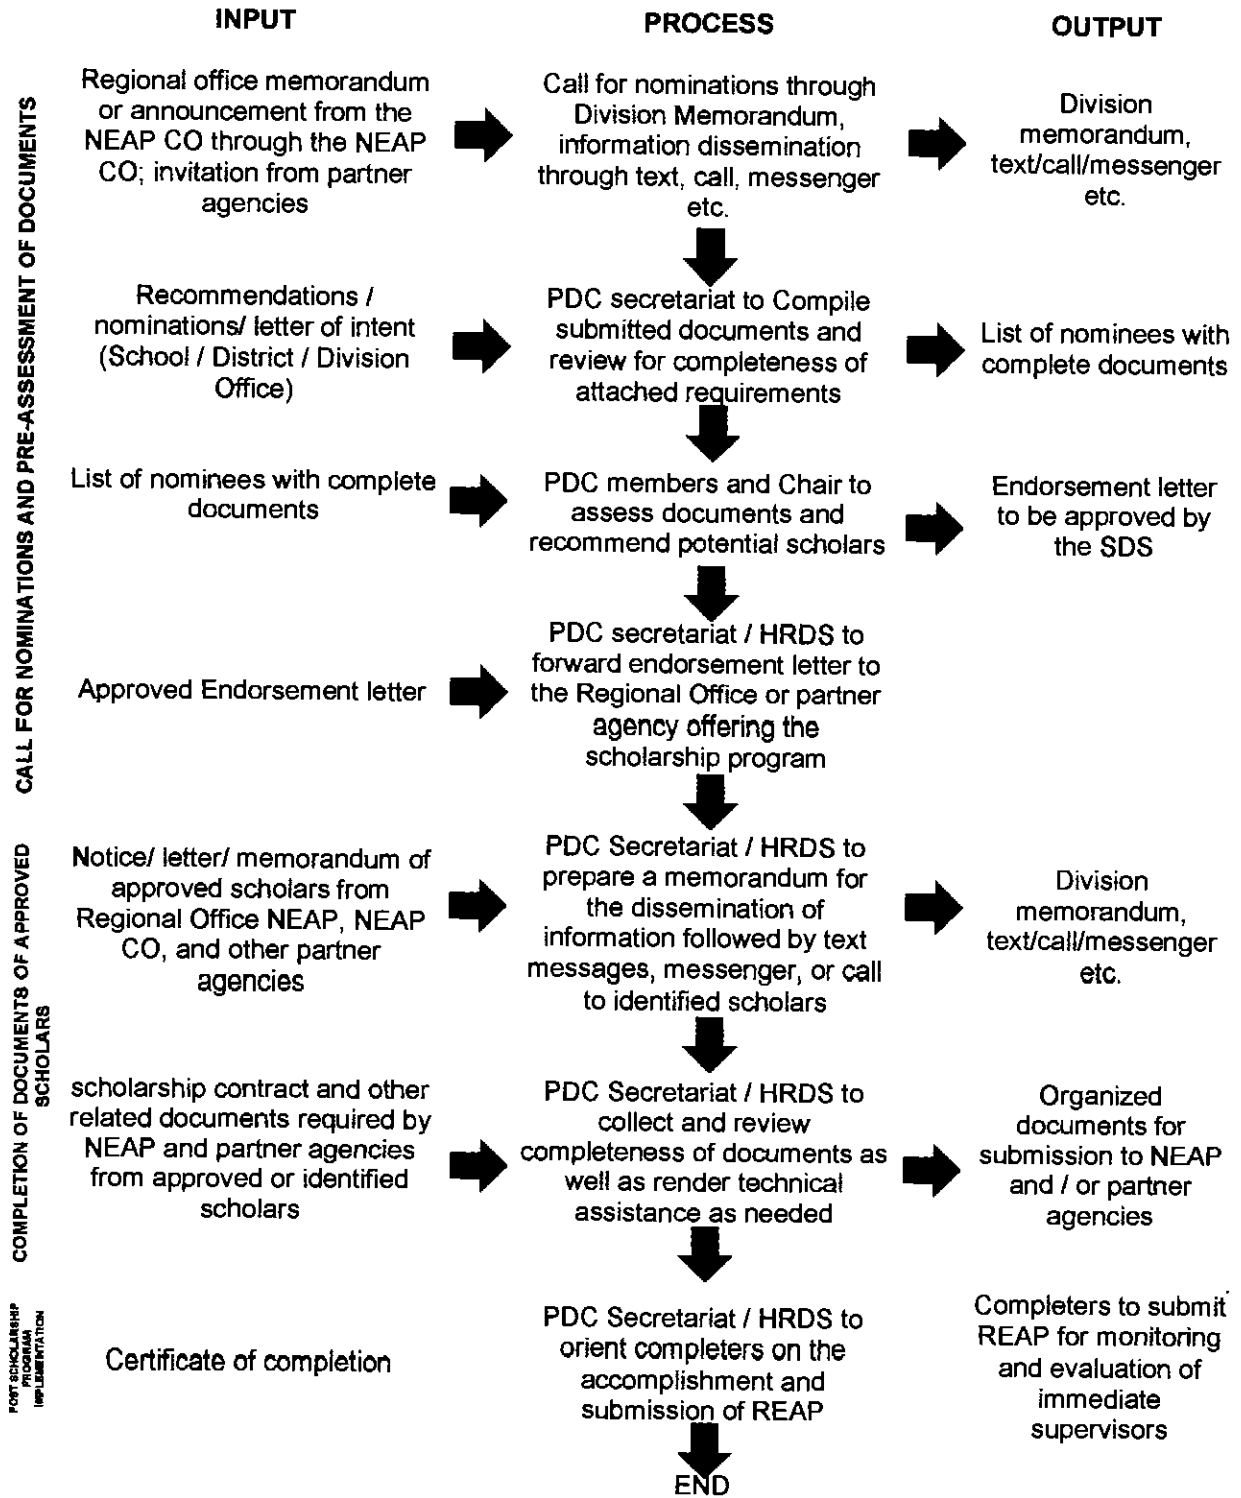 INPUT
PROCESS
OUTPUT
CALL FOR NOMINATIONS AND PRE-ASSESSMENT OF DOCUMENTS
Regional office memorandum
or announcement from the
NEAP CO through the NEAP
CO; invitation from partner
agencies
Call for nominations through
Division Memorandum,
information dissemination
through text, call, messenger
etc.
Division
memorandum,
text/call/messenger
etc.
Recommendations /
nominations/ letter of intent
(School / District / Division
Office)
PDC secretariat to Compile
submitted documents and
review for completeness of
attached requirements
List of nominees with
complete documents
List of nominees with complete
documents
PDC members and Chair to
assess documents and
recommend potential scholars
Endorsement letter
to be approved by
the SDS
Approved Endorsement letter
PDC secretariat / HRDS to
forward endorsement letter to
the Regional Office or partner
agency offering the
scholarship program
COMPLETION OF DOCUMENTS OF APPROVED
SCHOLARS
Notice/ letter/ memorandum of
approved scholars from
Regional Office NEAP, NEAP
CO, and other partner
agencies
PDC Secretariat / HRDS to
prepare a memorandum for
the dissemination of
information followed by text
messages, messenger, or call
to identified scholars
Division
memorandum,
text/call/messenger
etc.
scholarship contract and other
related documents required by
NEAP and partner agencies
from approved or identified
scholars
PDC Secretariat / HRDS to
collect and review
completeness of documents as
well as render technical
assistance as needed
Organized
documents for
submission to NEAP
and / or partner
agencies
POST SCHOLARSHIP
PROGRAM
IMPLEMENTATION
Certificate of completion
PDC Secretariat / HRDS to
orient completers on the
accomplishment and
submission of REAP
Completers to submit
REAP for monitoring
and evaluation of
immediate
supervisors
END